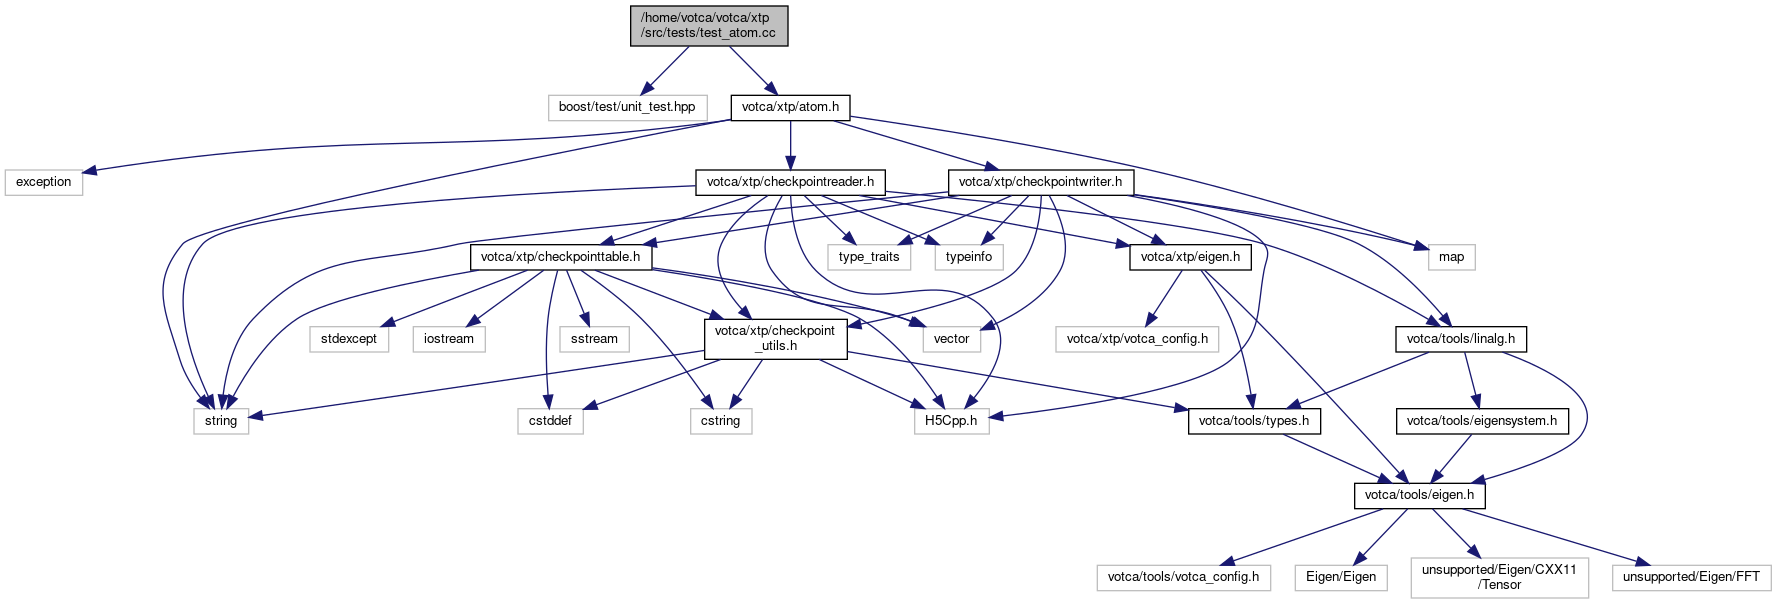 /home/votca/votca/xtp
/src/tests/test_atom.cc
boost/test/unit_test.hpp
votca/xtp/atom.h
exception
votca/xtp/checkpointreader.h
votca/xtp/checkpointwriter.h
votca/xtp/checkpointtable.h
type_traits
typeinfo
votca/xtp/eigen.h
map
stdexcept
iostream
sstream
votca/xtp/checkpoint
_utils.h
vector
votca/xtp/votca_config.h
votca/tools/linalg.h
string
cstddef
cstring
H5Cpp.h
votca/tools/types.h
votca/tools/eigensystem.h
votca/tools/eigen.h
votca/tools/votca_config.h
Eigen/Eigen
unsupported/Eigen/CXX11
/Tensor
unsupported/Eigen/FFT